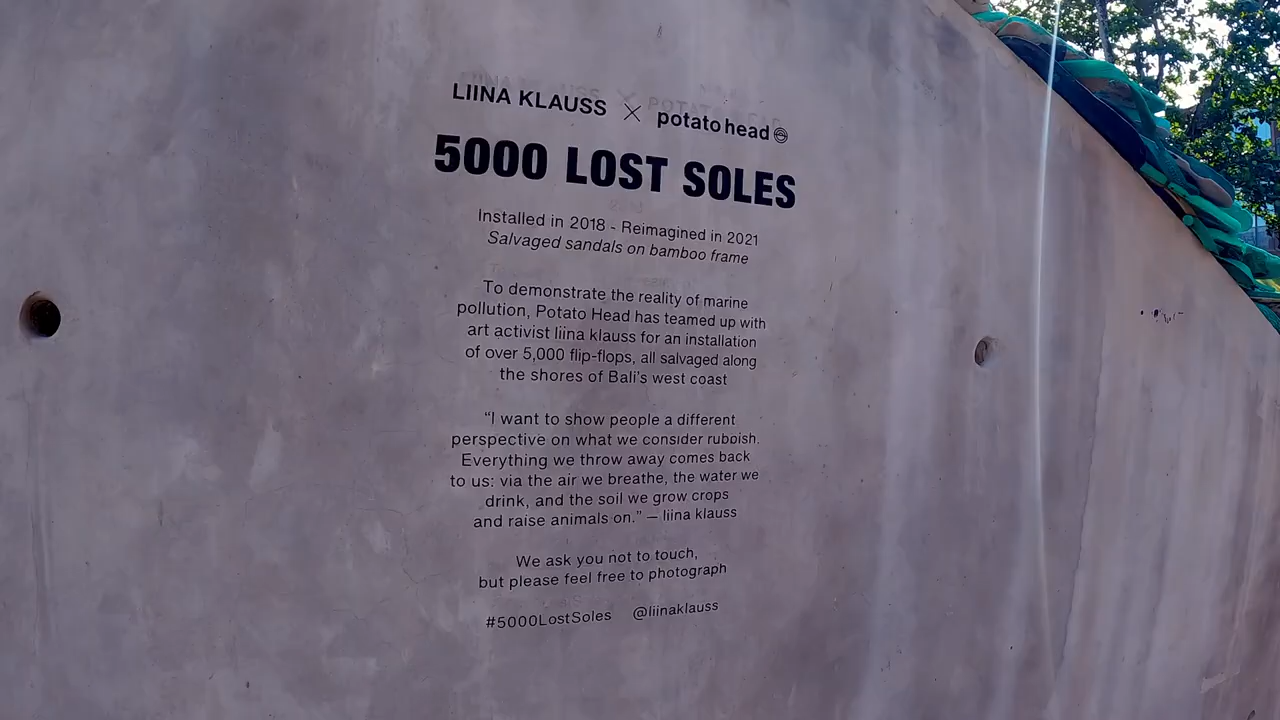 LIINA KLAUSS × potato head
5000 LOST SOLES
Installed in 2018 - Reimagined in 2021
Salvaged sandals on bamboo frame
To demonstrate the reality of marine
pollution, Potato Head has teamed up with
art activist liina klauss for an installation
of over 5,000 flip-flops, all salvaged along
the shores of Bali's west coast
“I want to show people a different
perspective on what we consider rubbish.
Everything we throw away comes back
to us: via the air we breathe, the water we
drink, and the soil we grow crops
and raise animals on.” – liina klauss
We ask you not to touch,
but please feel free to photograph
#5000LostSoles @liinaklauss